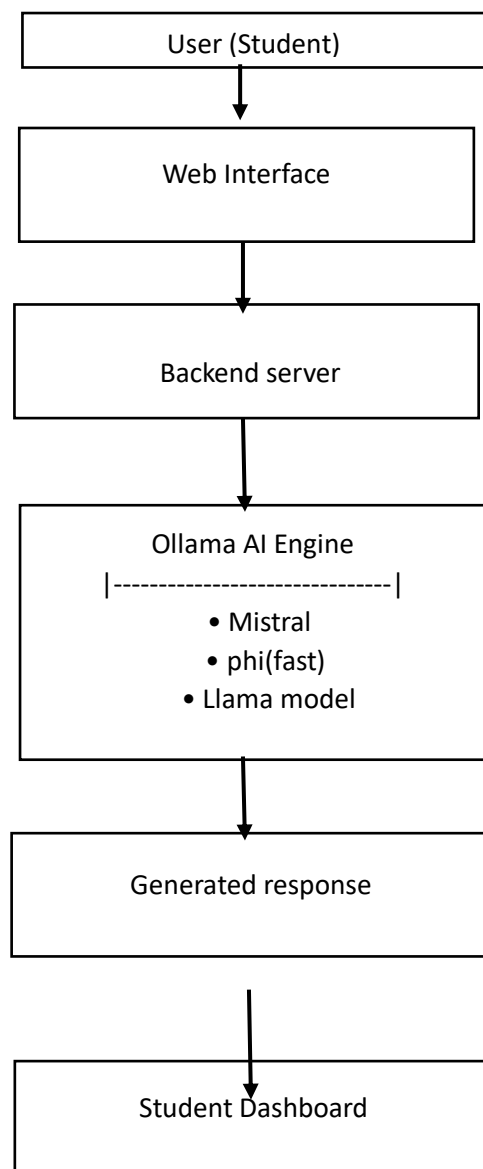 User (Student)
Web Interface
Backend server
Ollama AI Engine
|--------------------------------|
• Mistral
• phi(fast)
• Llama model
Generated response
Student Dashboard